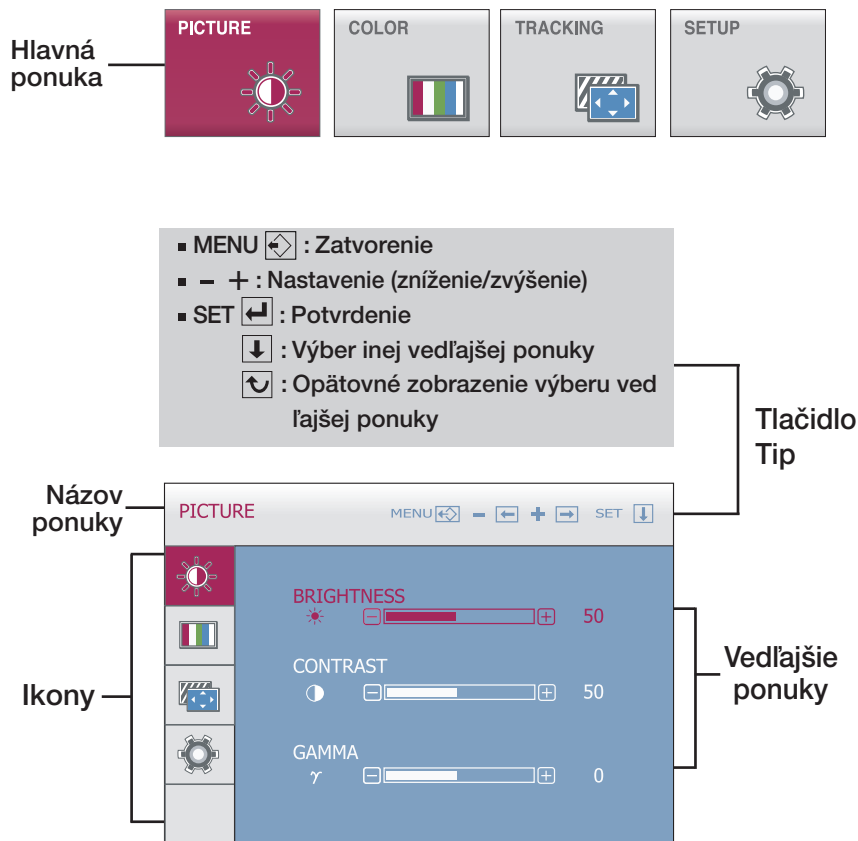 PICTURE
COLOR
TRACKING
SETUP
Hlavná
ponuka
MENU : Zatvorenie
– + : Nastavenie (zníženie/zvýšenie)
SET : Potvrdenie
: Výber inej vedľajšej ponuky
: Opätovné zobrazenie výberu ved
ľajšej ponuky
Tlačidlo
Tip
Názov
ponuky
PICTURE
MENU – + SET
BRIGHTNESS
50
CONTRAST
50
GAMMA
γ 0
Ikony
Vedľajšie
ponuky